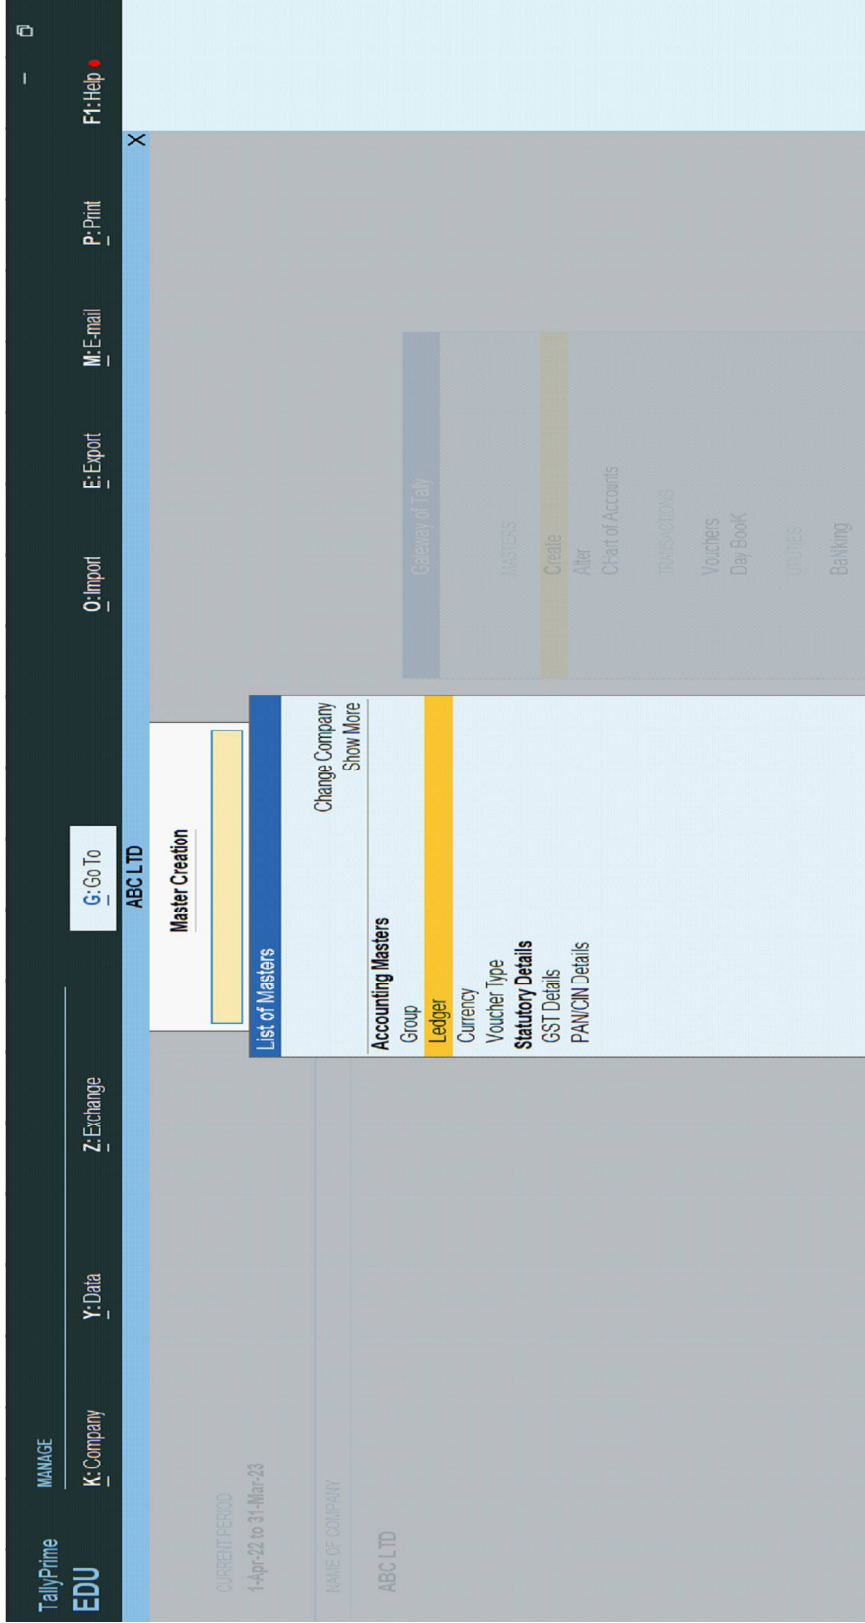 TallyPrime
MANAGE
EDU
K: Company
Y: Data
Z: Exchange
G: Go To
O: Import
E: Export
M: E-mail
P: Print
F1: Help
ABC LTD
X
Master Creation
List of Masters
Change Company
Show More
Accounting Masters
Group
Ledger
Currency
Voucher Type
Statutory Details
GST Details
PAN/CIN Details
CURRENT PERIOD
1-Apr-22 to 31-Mar-23
NAME OF COMPANY
ABC LTD
Gateway of Tally
MASTERS
Create
Alter
CHart of Accounts
TRANSACTIONS
Vouchers
Day BooK
UTILITIES
BaNking